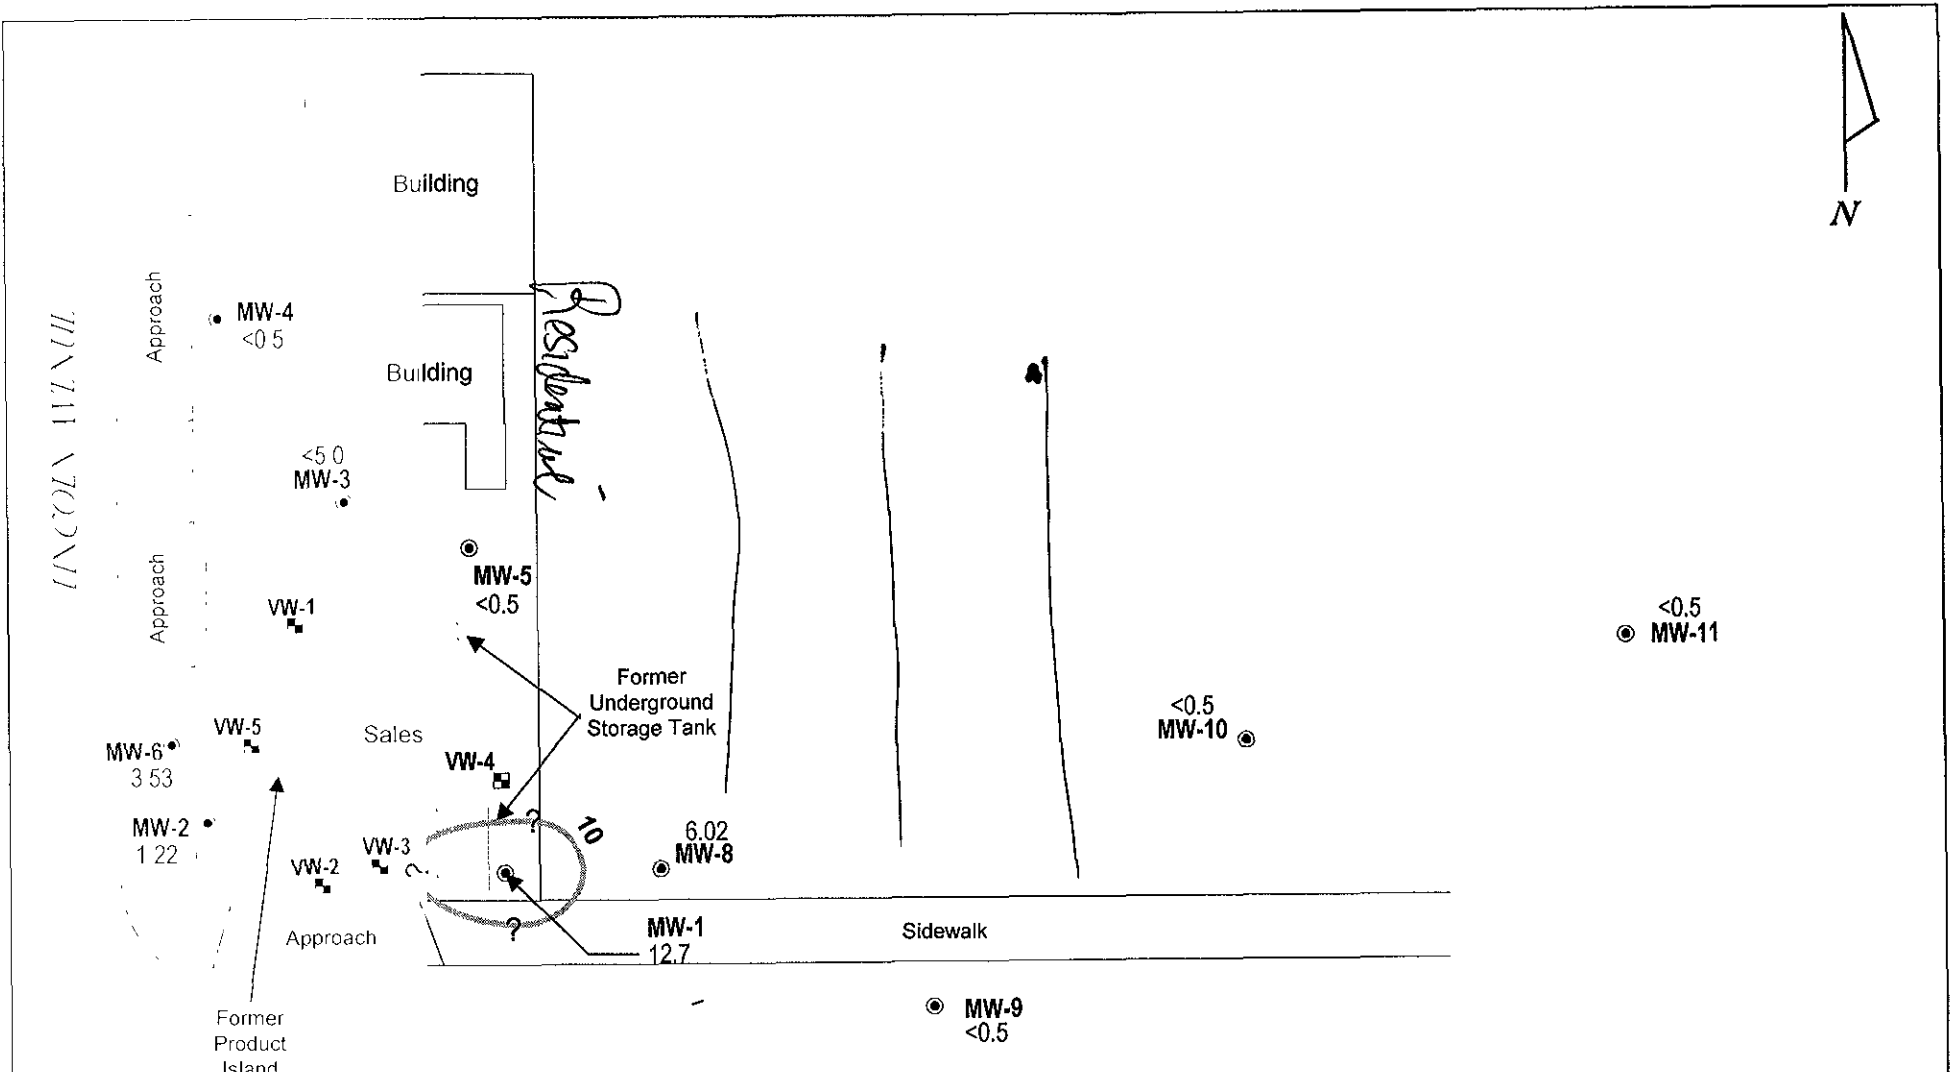 N
Building
Approach
MW-4
<0 5
Residential
Building
<5 0
MW-3
MW-5
<0.5
Approach
VW-1
<0.5
MW-11
Former
Underground
Storage Tank
<0.5
MW-10
VW-5
Sales
MW-6
3 53
VW-4
MW-2
1 22
?
10
6.02
MW-8
VW-3
VW-2
?
?
MW-1
12.7
Approach
Sidewalk
MW-9
<0.5
Former
Product
Island